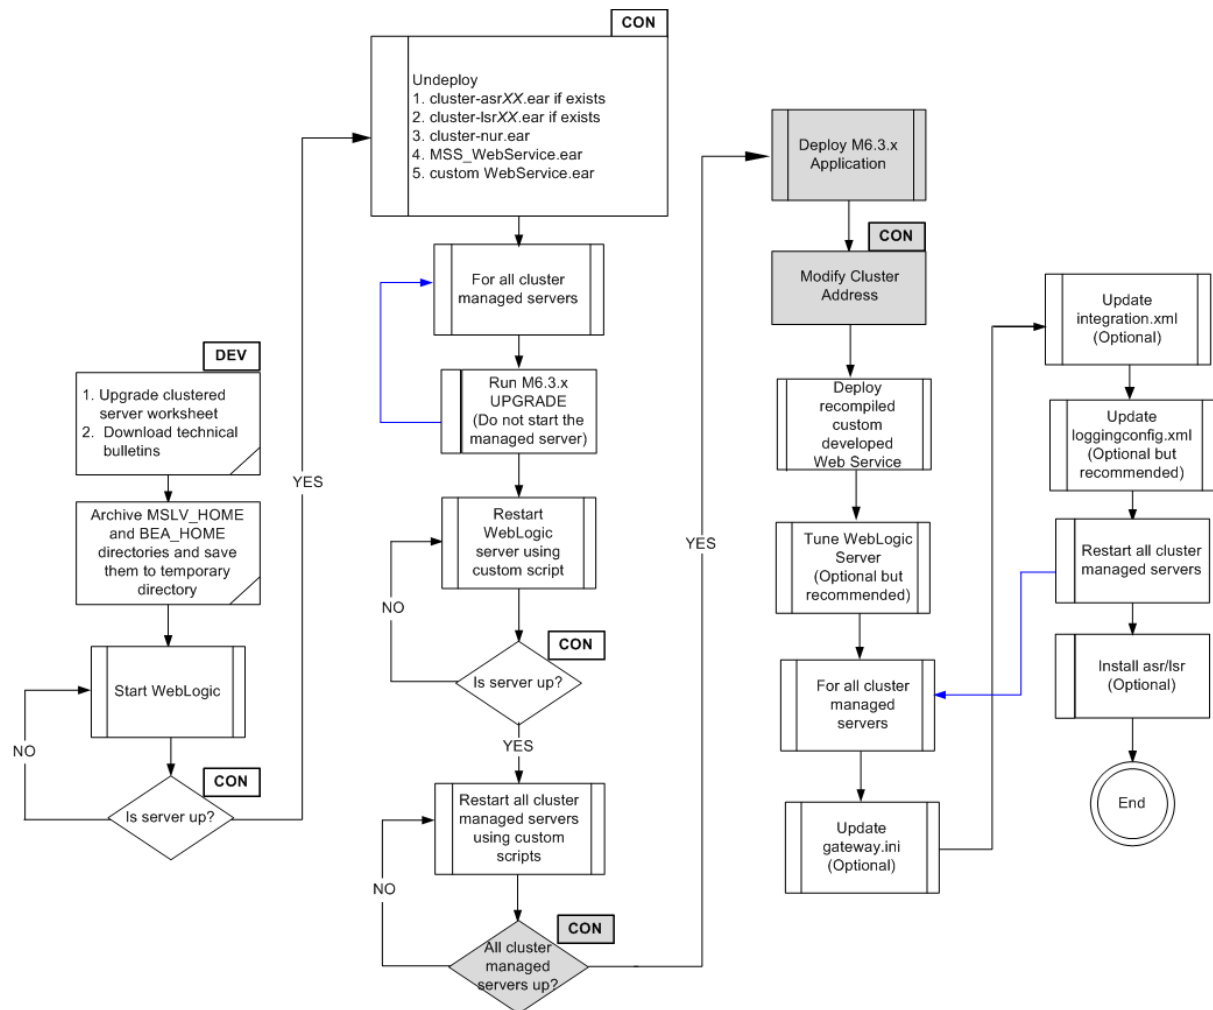 DEV
1. Upgrade clustered
server worksheet
2. Download technical
bulletins
Archive MSLV_HOME
and BEA_HOME
directories and save
them to temporary
directory
Start WebLogic
NO
CON
Is server up?
YES
CON
Undeploy
1. cluster-asrXX.ear if exists
2. cluster-lsrXX.ear if exists
3. cluster-nur.ear
4. MSS_WebService.ear
5. custom WebService.ear
For all cluster
managed servers
Run M6.3.x
UPGRADE
(Do not start the
managed server)
Restart
WebLogic
server using
custom script
NO
CON
Is server up?
YES
Restart all cluster
managed servers
using custom
scripts
NO
CON
All cluster
managed
servers up?
YES
Deploy M6.3.x
Application
CON
Modify Cluster
Address
Deploy
recompiled
custom
developed
Web Service
Tune WebLogic
Server
(Optional but
recommended)
For all cluster
managed
servers
Update
gateway.ini
(Optional)
Update
integration.xml
(Optional)
Update
loggingconfig.xml
(Optional but
recommended)
Restart all cluster
managed servers
Install asr/lsr
(Optional)
End